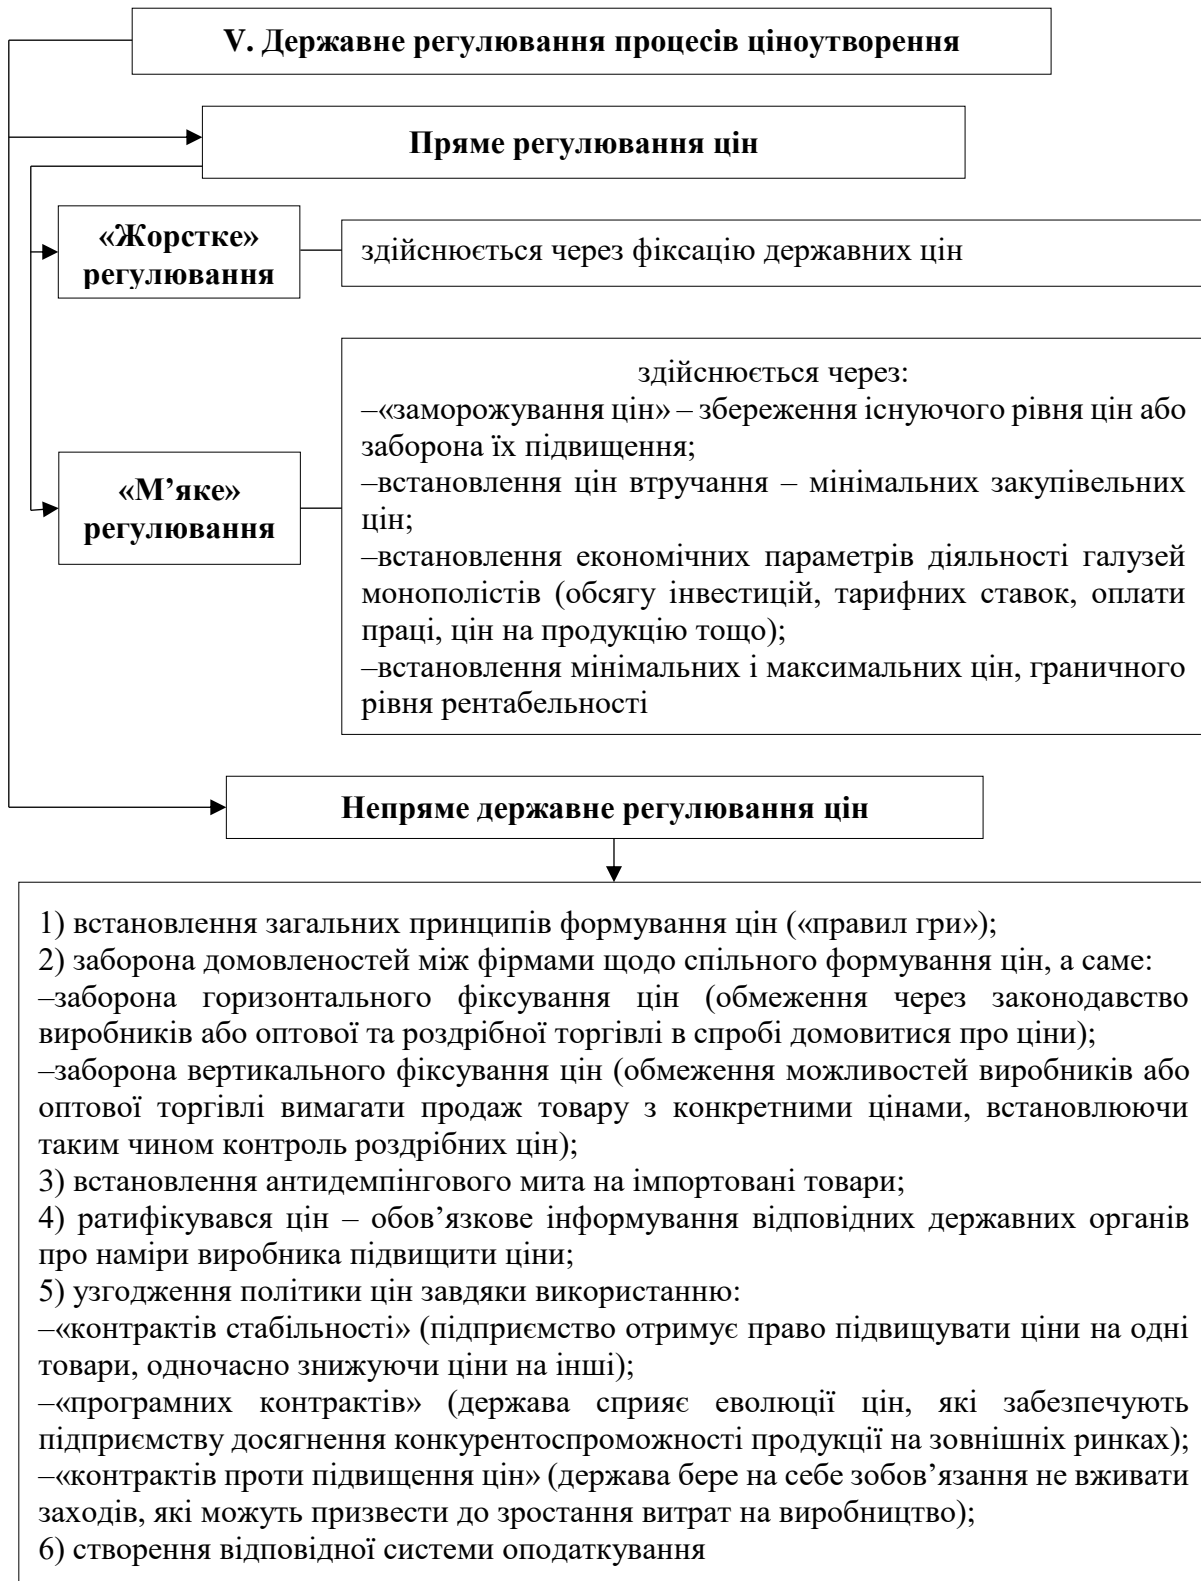 V. Державне регулювання процесів ціноутворення
Пряме регулювання цін
«Жорстке»
регулювання
здійснюється через фіксацію державних цін
«М’яке»
регулювання
здійснюється через:
–«заморожування цін» – збереження існуючого рівня цін або
заборона їх підвищення;
–встановлення цін втручання – мінімальних закупівельних
цін;
–встановлення економічних параметрів діяльності галузей
монополістів (обсягу інвестицій, тарифних ставок, оплати
праці, цін на продукцію тощо);
–встановлення мінімальних і максимальних цін, граничного
рівня рентабельності
Непряме державне регулювання цін
1) встановлення загальних принципів формування цін («правил гри»);
2) заборона домовленостей між фірмами щодо спільного формування цін, а саме:
–заборона горизонтального фіксування цін (обмеження через законодавство
виробників або оптової та роздрібної торгівлі в спробі домовитися про ціни);
–заборона вертикального фіксування цін (обмеження можливостей виробників або
оптової торгівлі вимагати продаж товару з конкретними цінами, встановлюючи
таким чином контроль роздрібних цін);
3) встановлення антидемпінгового мита на імпортовані товари;
4) ратифікувався цін – обов’язкове інформування відповідних державних органів
про наміри виробника підвищити ціни;
5) узгодження політики цін завдяки використанню:
–«контрактів стабільності» (підприємство отримує право підвищувати ціни на одні
товари, одночасно знижуючи ціни на інші);
–«програмних контрактів» (держава сприяє еволюції цін, які забезпечують
підприємству досягнення конкурентоспроможності продукції на зовнішніх ринках);
–«контрактів проти підвищення цін» (держава бере на себе зобов’язання не вживати
заходів, які можуть призвести до зростання витрат на виробництво);
6) створення відповідної системи оподаткування